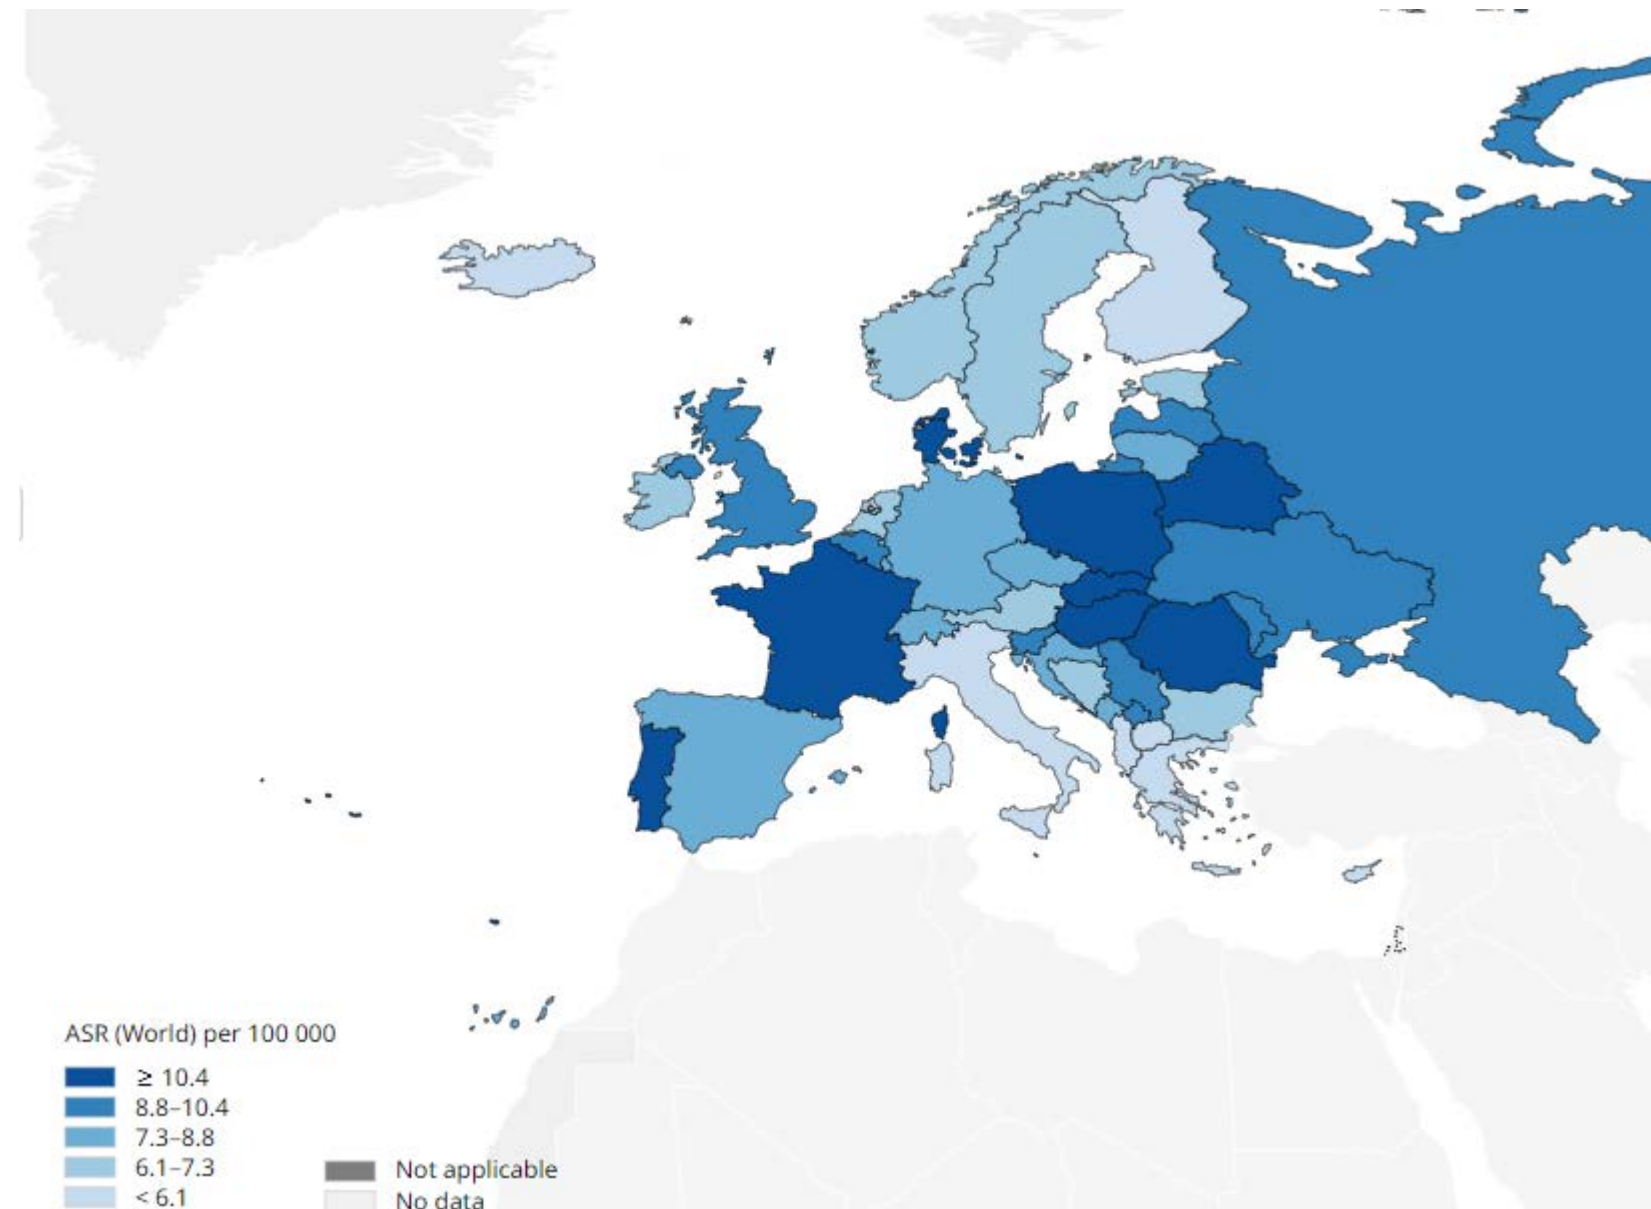 ASR (World) per 100 000
≥ 10.4
8.8–10.4
7.3–8.8
6.1–7.3
< 6.1
Not applicable
No data